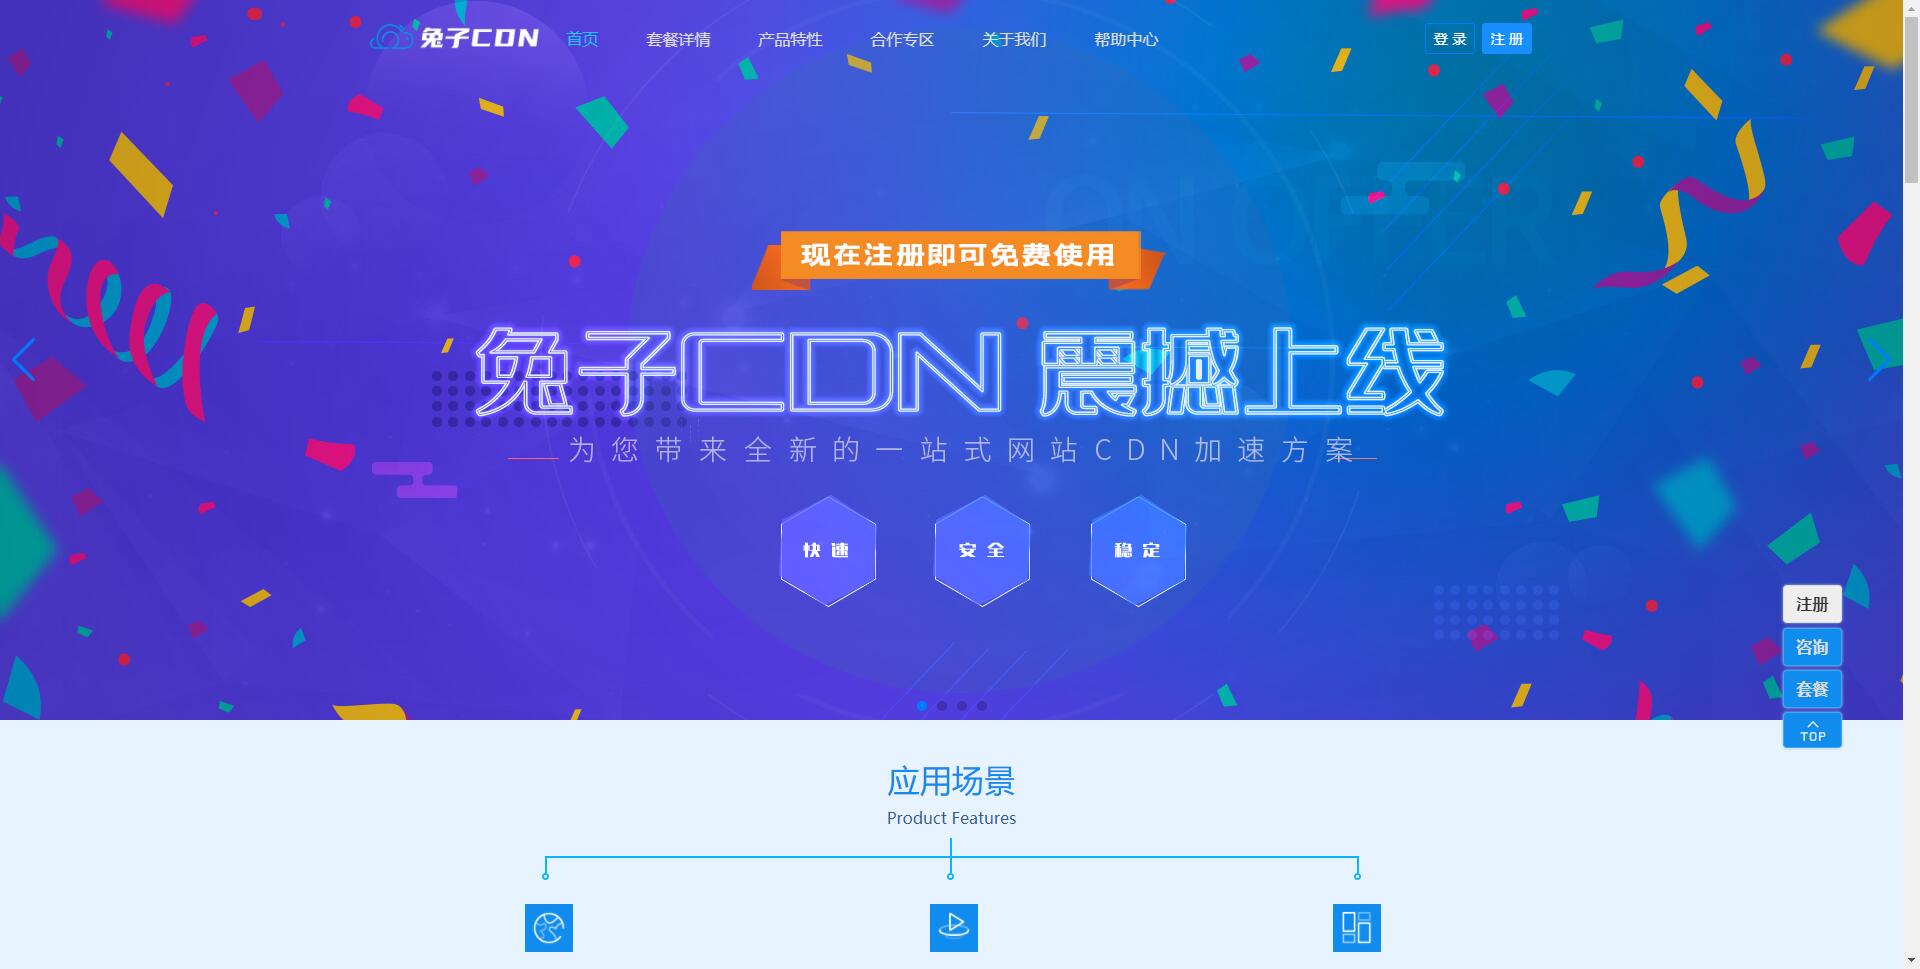 兔子CDN 首页 套餐详情 产品特性 合作专区 关于我们 帮助中心 登录 注册
ON OFFER
现在注册即可免费使用
兔子CDN 震撼上线
为您带来全新的一站式网站CDN加速方案
快速 安全 稳定
注册
咨询
套餐
TOP
应用场景
Product Features